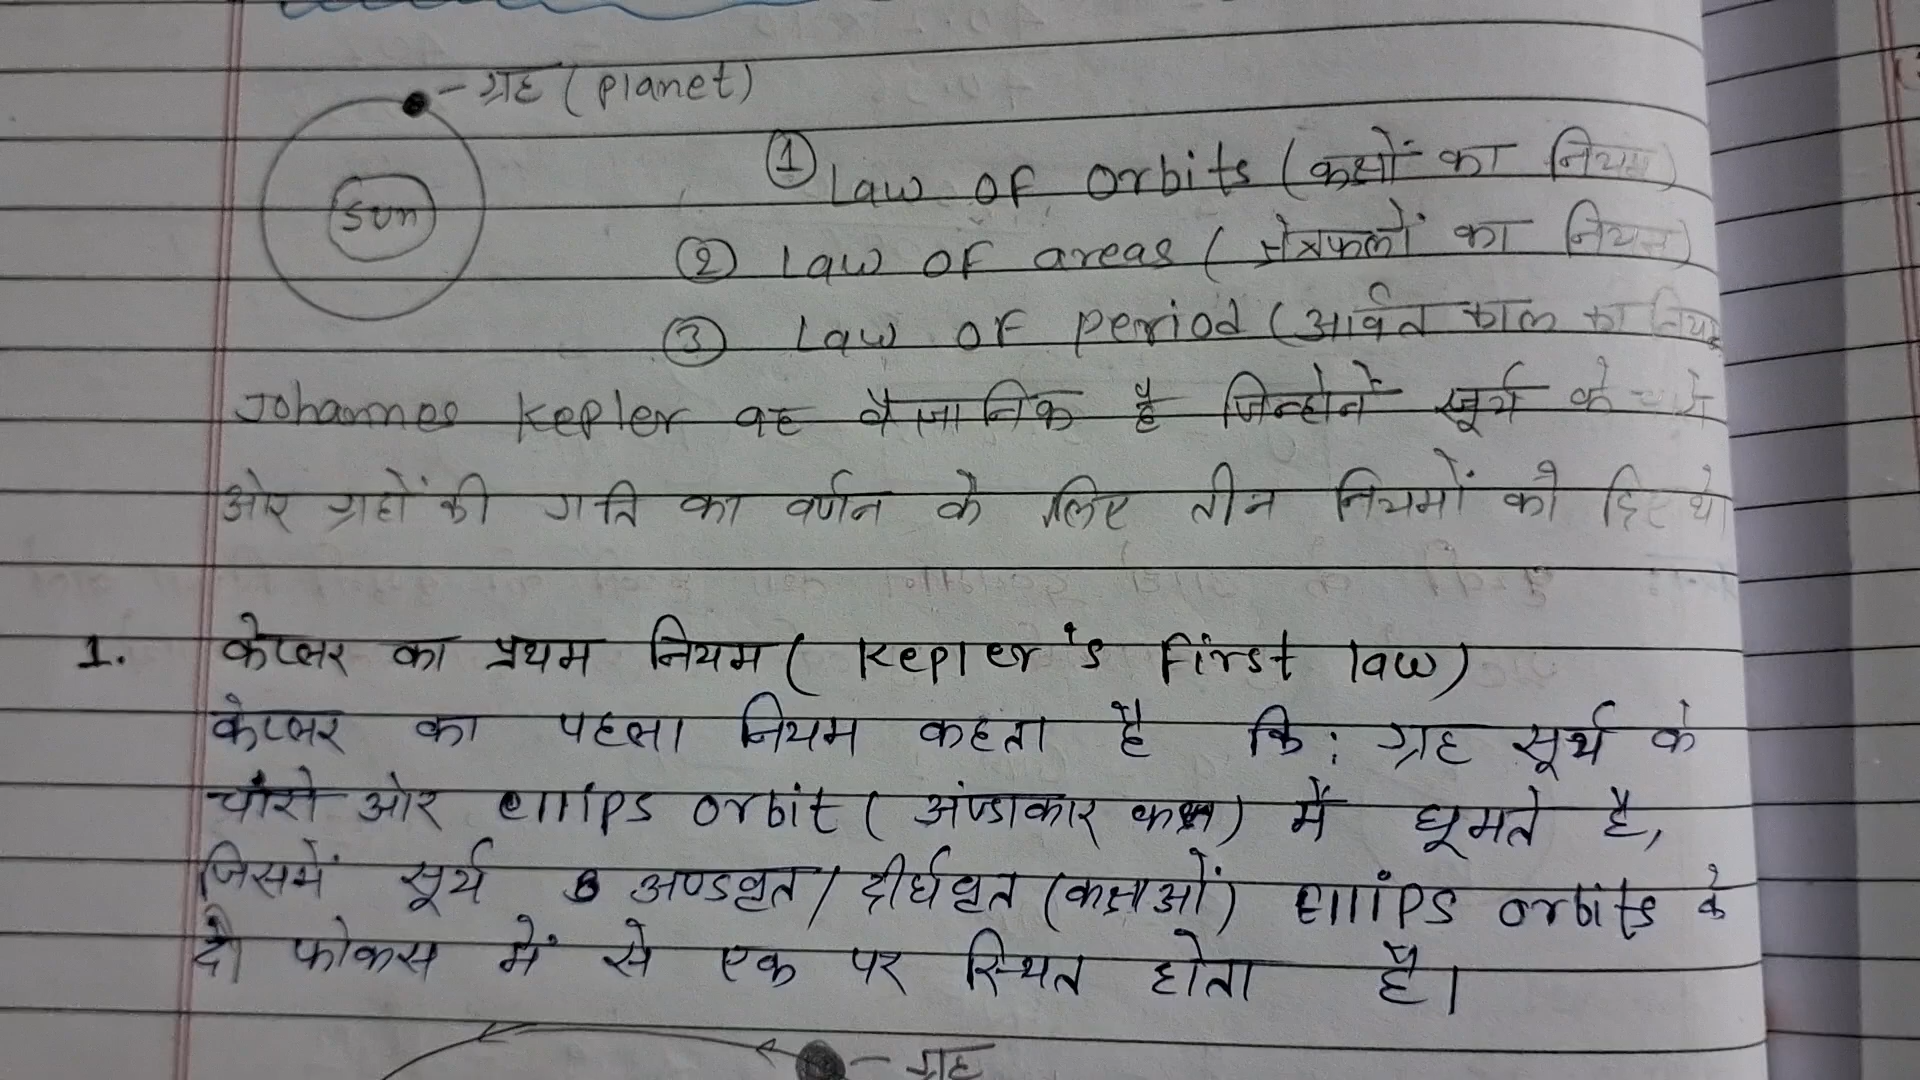 ग्रह (planet)
Sun
① Law of orbits (कक्षों का नियम)
② Law of areas (क्षेत्रफलों का नियम)
③ Law of period (आर्वत काल का नियम
Johannes Kepler वह वैज्ञानिक है जिन्होने सूर्य के चारो
ओर ग्रहों की गति का वर्णन के लिए तीन नियमों को दिए थे
1. केप्लर का प्रथम नियम ( Kepler's First law)
केप्लर का पहला नियम कहता है कि: ग्रह सूर्य के
चारो ओर ellips orbit ( अंण्डाकार कक्ष) में घूमते है,
जिसमें सूर्य अण्डवृत / दीर्घवृत (कक्षाओं) Ellips orbits के
दो फोकस में से एक पर स्थित होता है।
ग्रह